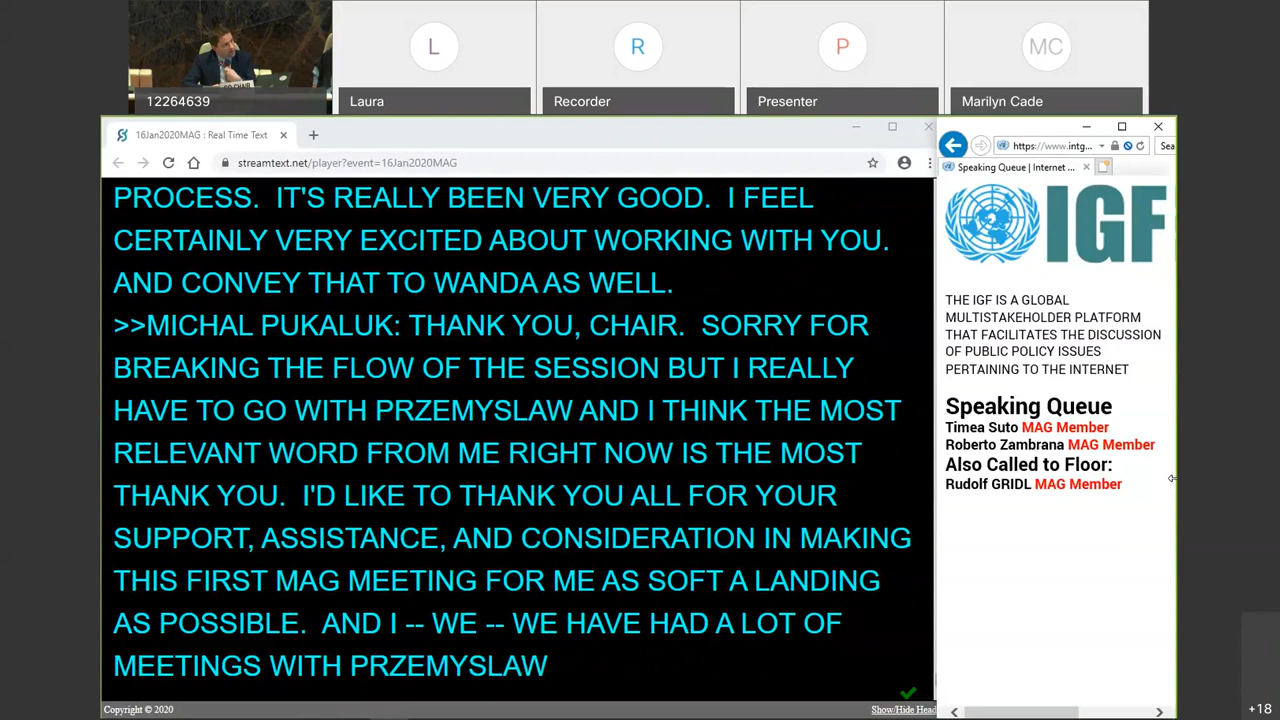 L
R
P
MC
CO-CHAIR
12264639
Laura
Recorder
Presenter
Marilyn Cade
16Jan2020MAG : Real Time Text
streamtext.net/player?event=16Jan2020MAG
PROCESS. IT'S REALLY BEEN VERY GOOD. I FEEL
CERTAINLY VERY EXCITED ABOUT WORKING WITH YOU.
AND CONVEY THAT TO WANDA AS WELL.
>>MICHAL PUKALUK: THANK YOU, CHAIR. SORRY FOR
BREAKING THE FLOW OF THE SESSION BUT I REALLY
HAVE TO GO WITH PRZEMYSLAW AND I THINK THE MOST
RELEVANT WORD FROM ME RIGHT NOW IS THE MOST
THANK YOU. I'D LIKE TO THANK YOU ALL FOR YOUR
SUPPORT, ASSISTANCE, AND CONSIDERATION IN MAKING
THIS FIRST MAG MEETING FOR ME AS SOFT A LANDING
AS POSSIBLE. AND I -- WE -- WE HAVE HAD A LOT OF
MEETINGS WITH PRZEMYSLAW
Copyright © 2020
Show/Hide Head
https://www.intg...
Sea
Speaking Queue | Internet ...
IGF
THE IGF IS A GLOBAL
MULTISTAKEHOLDER PLATFORM
THAT FACILITATES THE DISCUSSION
OF PUBLIC POLICY ISSUES
PERTAINING TO THE INTERNET
Speaking Queue
Timea Suto MAG Member
Roberto Zambrana MAG Member
Also Called to Floor:
Rudolf GRIDL MAG Member
+18